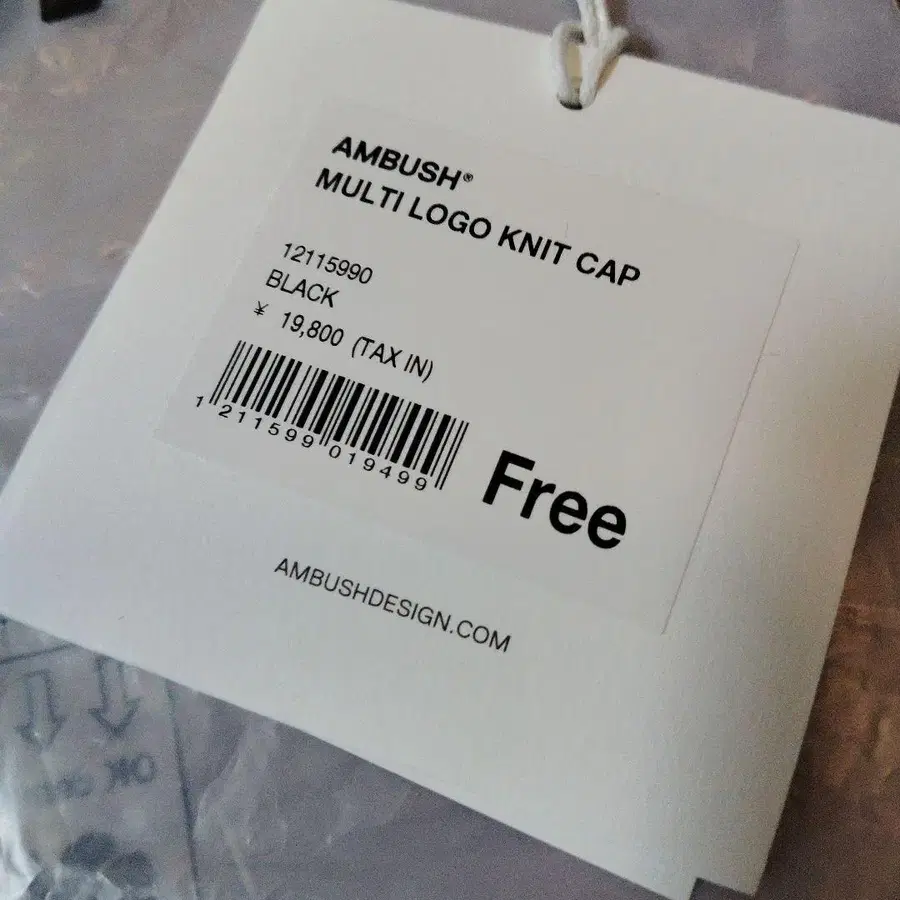 AMBUSH®
MULTI LOGO KNIT CAP
12115990
BLACK
¥ 19,800 (TAX IN)
1 211599 019499
Free
AMBUSHDESIGN.COM